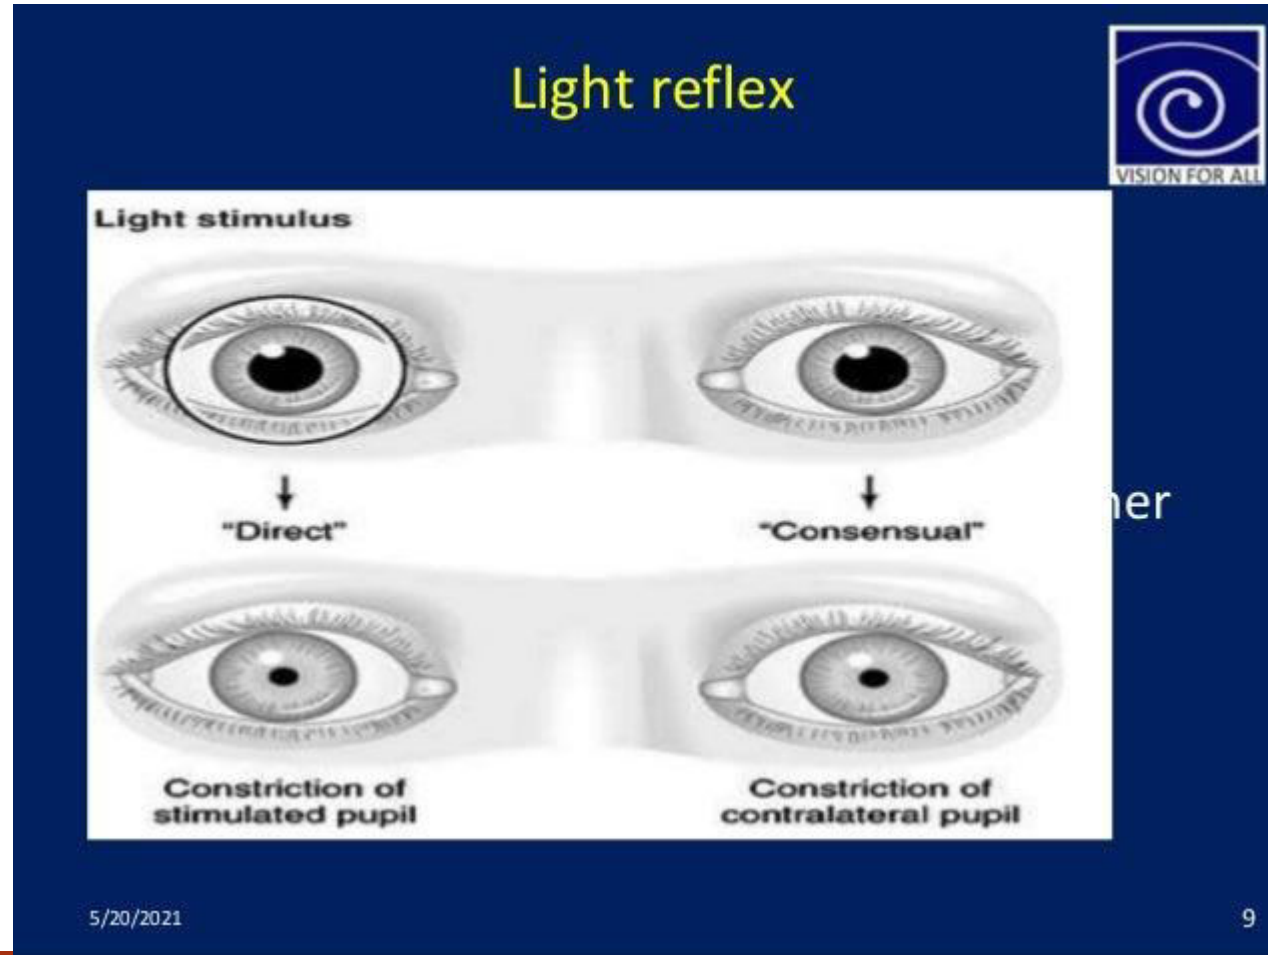 Light reflex
VISION FOR ALL
Light stimulus
"Direct"
"Consensual"
Constriction of
stimulated pupil
Constriction of
contralateral pupil
5/20/2021
9